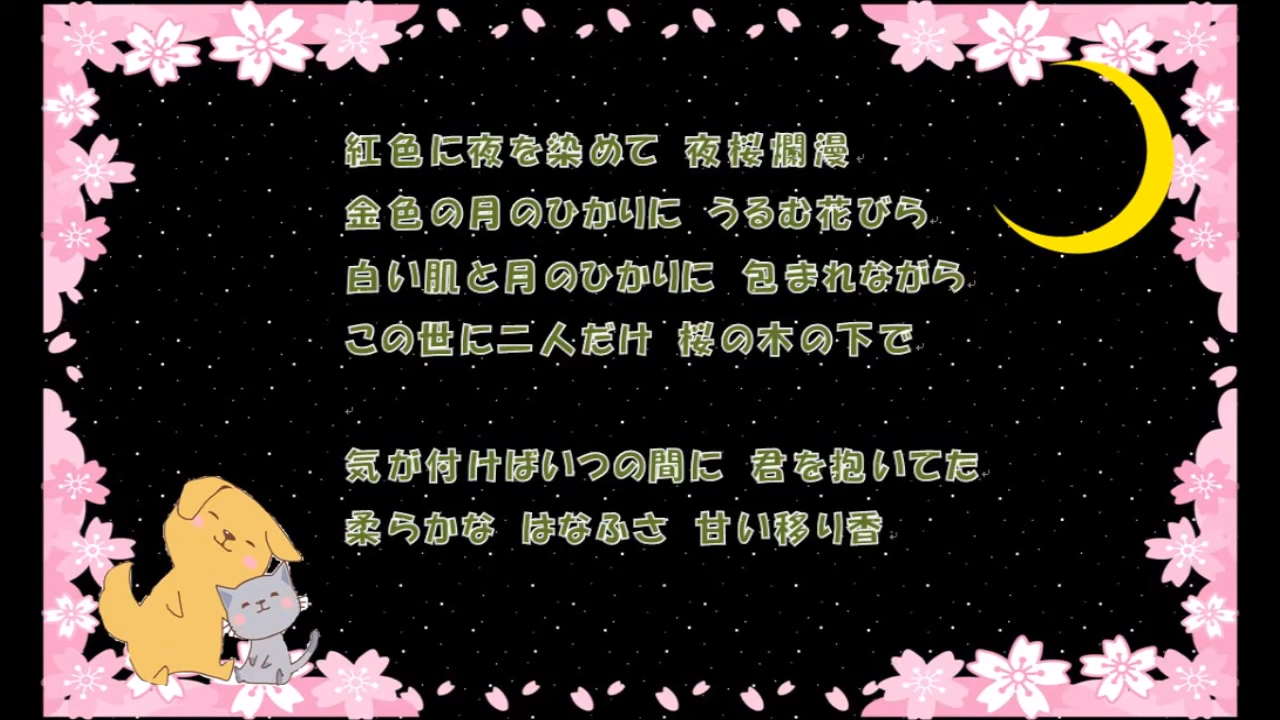 紅色に夜を染めて 夜桜爛漫
金色の月のひかりに うるむ花びら
白い肌と月のひかりに 包まれながら
この世に二人だけ 桜の木の下で
気が付けばいつの間に 君を抱いてた
柔らかな はなふさ 甘い移り香